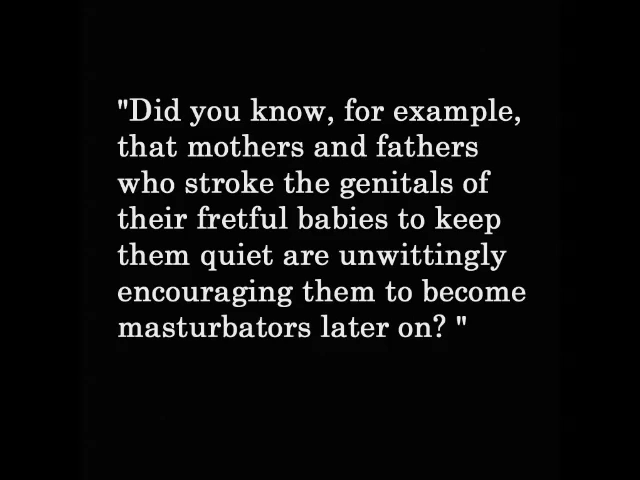 "Did you know, for example,
that mothers and fathers
who stroke the genitals of
their fretful babies to keep
them quiet are unwittingly
encouraging them to become
masturbators later on? "